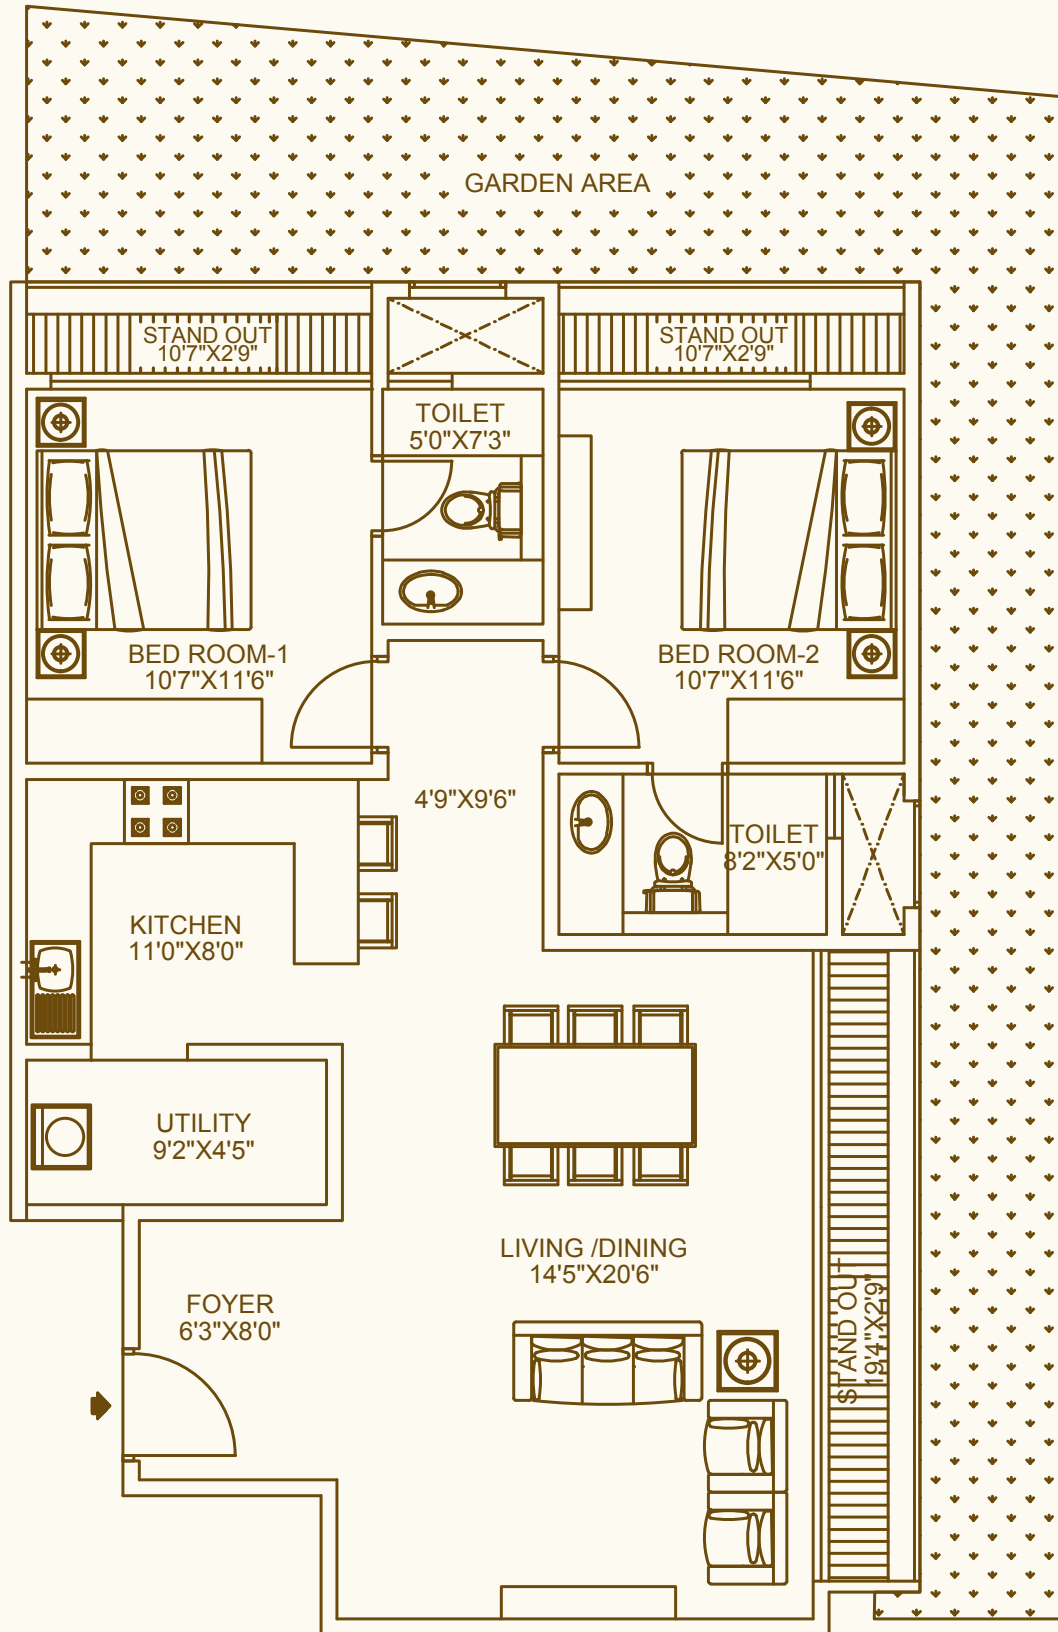 GARDEN AREA
STAND OUT
10'7"X2'9"
STAND OUT
10'7"X2'9"
TOILET
5'0"X7'3"
BED ROOM-1
10'7"X11'6"
BED ROOM-2
10'7"X11'6"
4'9"X9'6"
TOILET
8'2"X5'0"
KITCHEN
11'0"X8'0"
UTILITY
9'2"X4'5"
LIVING /DINING
14'5"X20'6"
FOYER
6'3"X8'0"
STAND OUT
19'4"X2'9"